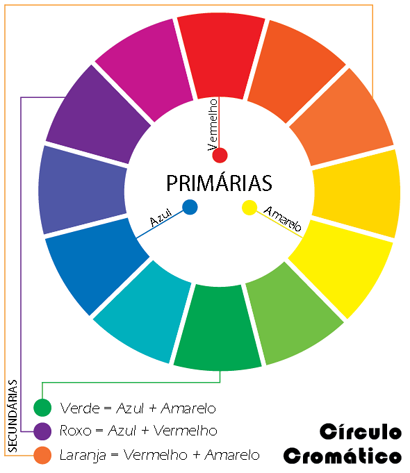 Vermelho
PRIMÁRIAS
Azul
Amarelo
SECUNDÁRIAS
Verde = Azul + Amarelo
Roxo = Azul + Vermelho
Laranja = Vermelho + Amarelo
Círculo
Cromático